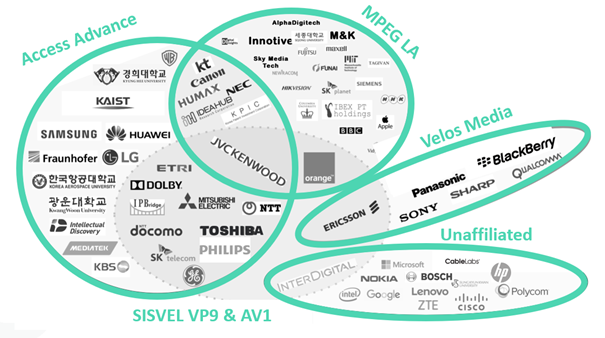 Access Advance
MPEG LA
Velos Media
Unaffiliated
SISVEL VP9 & AV1
AlphaDigitech
Innotive
세종대학교
M&K
FUJITSU
maxell
Sky Media
Tech
FUNAI
MIT
TAGIVAN
HIKVISION
SK planet
SIEMENS
IBEX PT
holdings
NHK
BBC
Apple
kt
Canon
HUMAX
NEC
IDEAHUB
KPIC
JVCKENWOOD
orange
WB
경희대학교
KYUNG HEE UNIVERSITY
KAIST
SAMSUNG
HUAWEI
Fraunhofer
LG
한국항공대학교
KOREA AEROSPACE UNIVERSITY
광운대학교
KwangWoon University
Intellectual
Discovery
MEDIATEK
KBS
ETRI
DOLBY
IPBridge
MITSUBISHI
ELECTRIC
NTT
docomo
TOSHIBA
SK telecom
PHILIPS
GE
ERICSSON
Panasonic
BlackBerry
SONY
SHARP
QUALCOMM
INTERDIGITAL
Microsoft
CableLabs
NOKIA
BOSCH
hp
intel
Google
Lenovo
ZTE
CISCO
Polycom